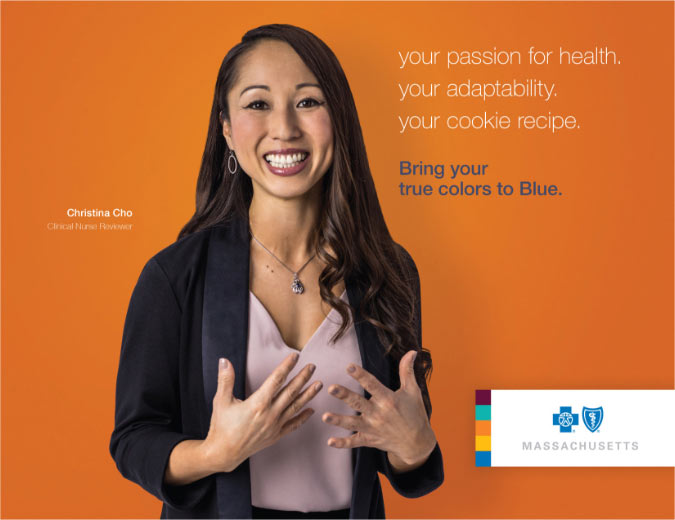 your passion for health.
your adaptability.
your cookie recipe.
Bring your
true colors to Blue.
Christina Cho
Clinical Nurse Reviewer
MASSACHUSETTS